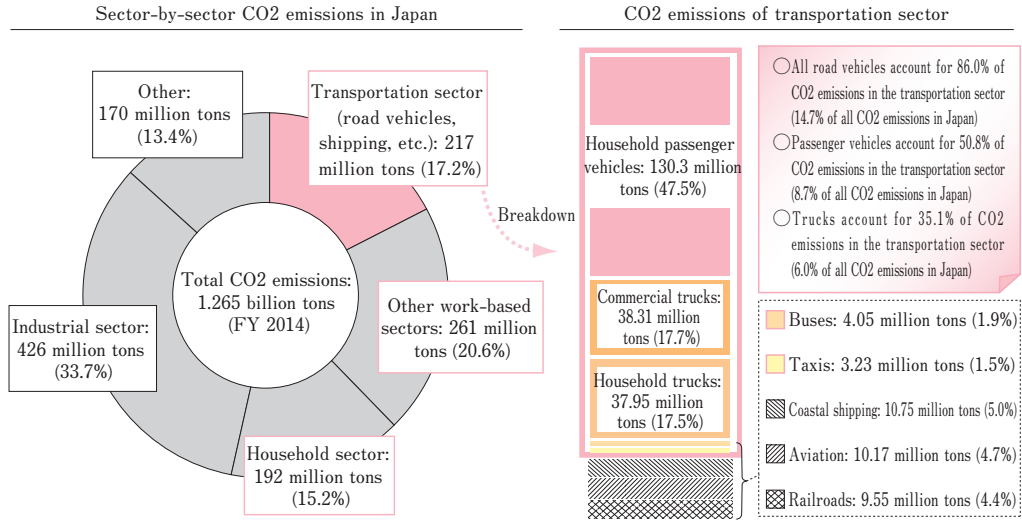 Sector-by-sector CO2 emissions in Japan
Other:
170 million tons
(13.4%)
Transportation sector
(road vehicles,
shipping, etc.): 217
million tons (17.2%)
Total CO2 emissions:
1.265 billion tons
(FY 2014)
Industrial sector:
426 million tons
(33.7%)
Other work-based
sectors: 261 million
tons (20.6%)
Household sector:
192 million tons
(15.2%)
Breakdown
CO2 emissions of transportation sector
Household passenger
vehicles: 130.3 million
tons (47.5%)
Commercial trucks:
38.31 million
tons (17.7%)
Household trucks:
37.95 million
tons (17.5%)
○All road vehicles account for 86.0% of
CO2 emissions in the transportation sector
(14.7% of all CO2 emissions in Japan)
○Passenger vehicles account for 50.8% of
CO2 emissions in the transportation sector
(8.7% of all CO2 emissions in Japan)
○Trucks account for 35.1% of CO2
emissions in the transportation sector
(6.0% of all CO2 emissions in Japan)
Buses: 4.05 million tons (1.9%)
Taxis: 3.23 million tons (1.5%)
Coastal shipping: 10.75 million tons (5.0%)
Aviation: 10.17 million tons (4.7%)
Railroads: 9.55 million tons (4.4%)